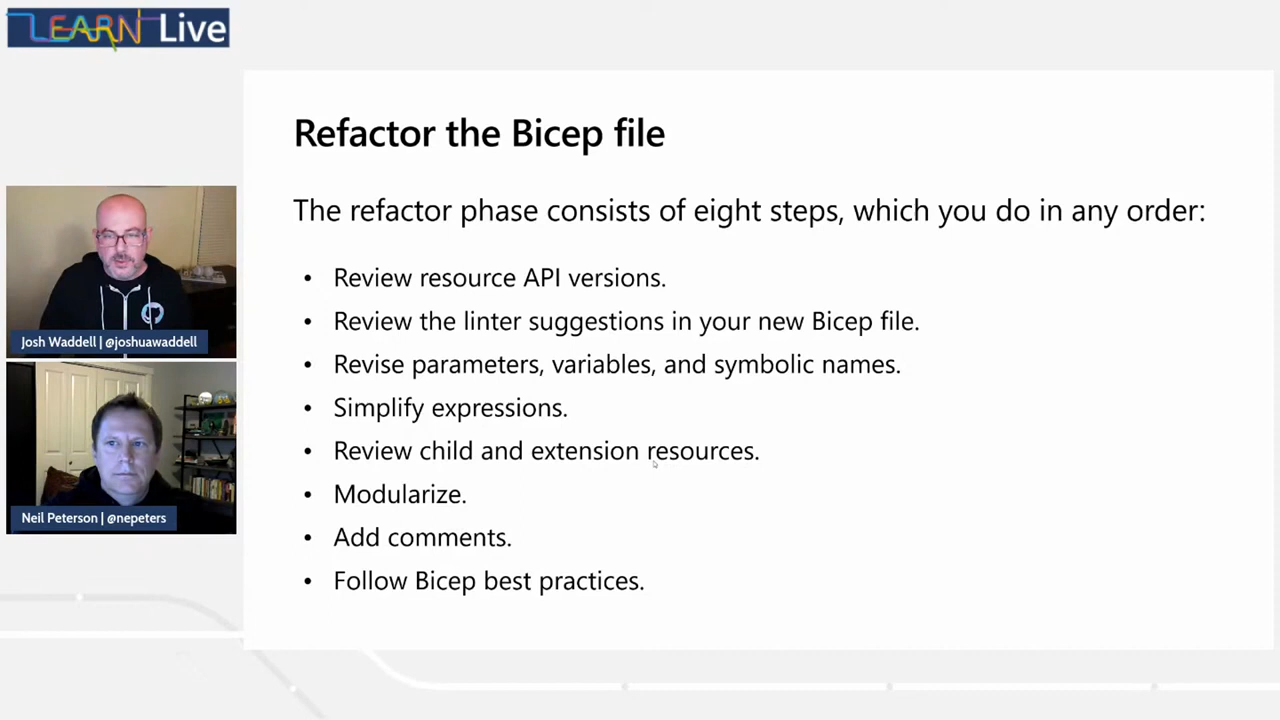 LEARN Live
Refactor the Bicep file
The refactor phase consists of eight steps, which you do in any order:
• Review resource API versions.
• Review the linter suggestions in your new Bicep file.
• Revise parameters, variables, and symbolic names.
• Simplify expressions.
• Review child and extension resources.
• Modularize.
• Add comments.
• Follow Bicep best practices.
Josh Waddell | @joshuawaddell
Neil Peterson | @nepeters